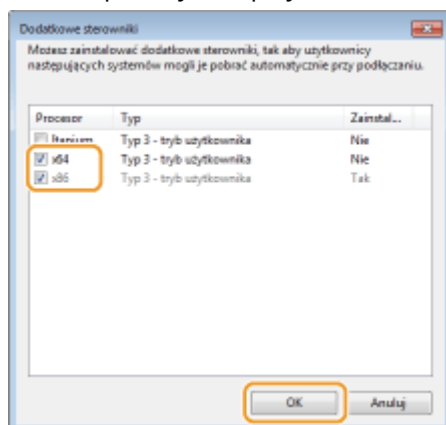 Dodatkowe sterowniki
Możesz zainstalować dodatkowe sterowniki, tak aby użytkownicy
następujących systemów mogli je pobrać automatycznie przy podłączaniu.
Procesor Typ Zainstal...
Itanium Typ 3 - tryb użytkownika Nie
x64 Typ 3 - tryb użytkownika Nie
x86 Typ 3 - tryb użytkownika Tak
OK Anuluj